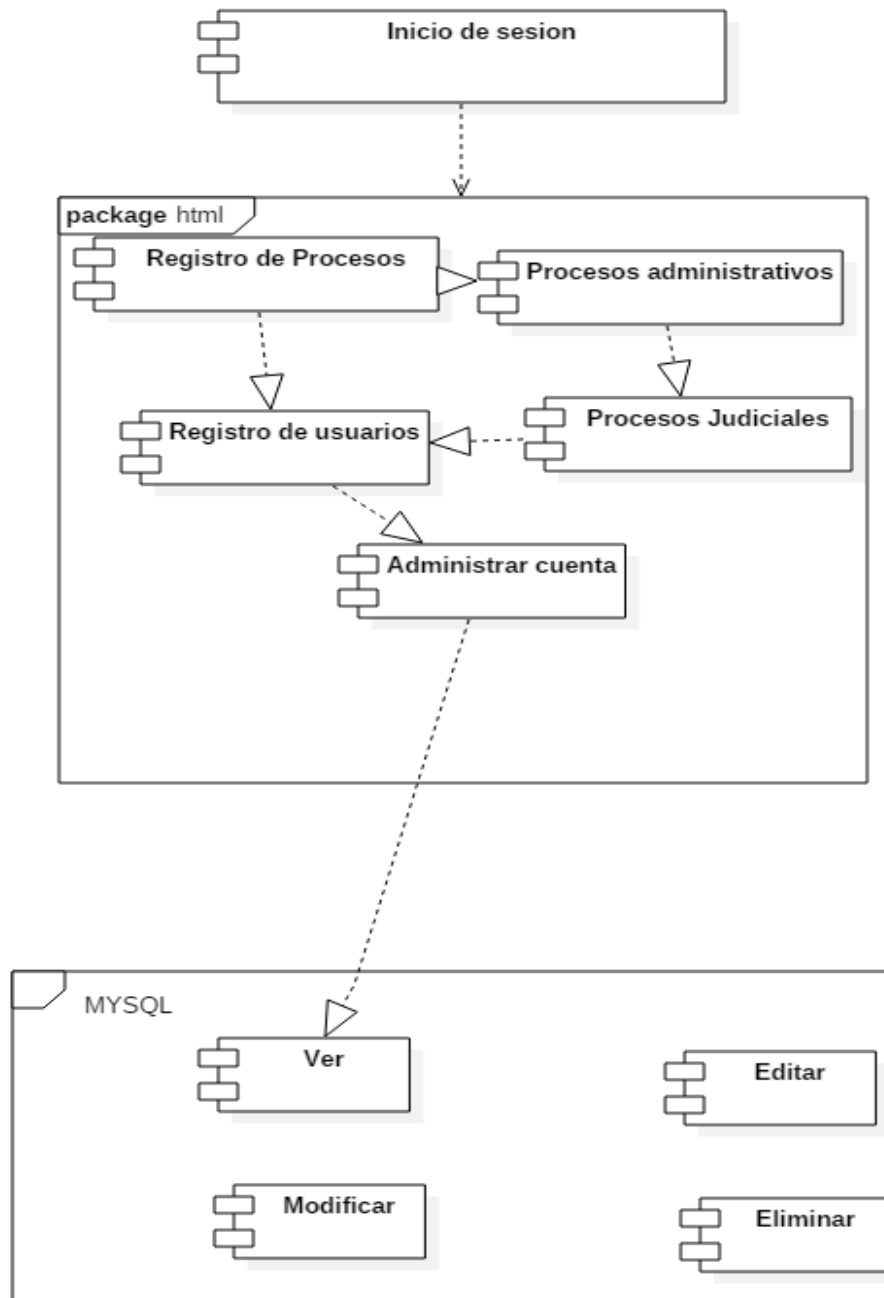 Inicio de sesion
package html
Registro de Procesos
Procesos administrativos
Registro de usuarios
Procesos Judiciales
Administrar cuenta
MYSQL
Ver
Editar
Modificar
Eliminar